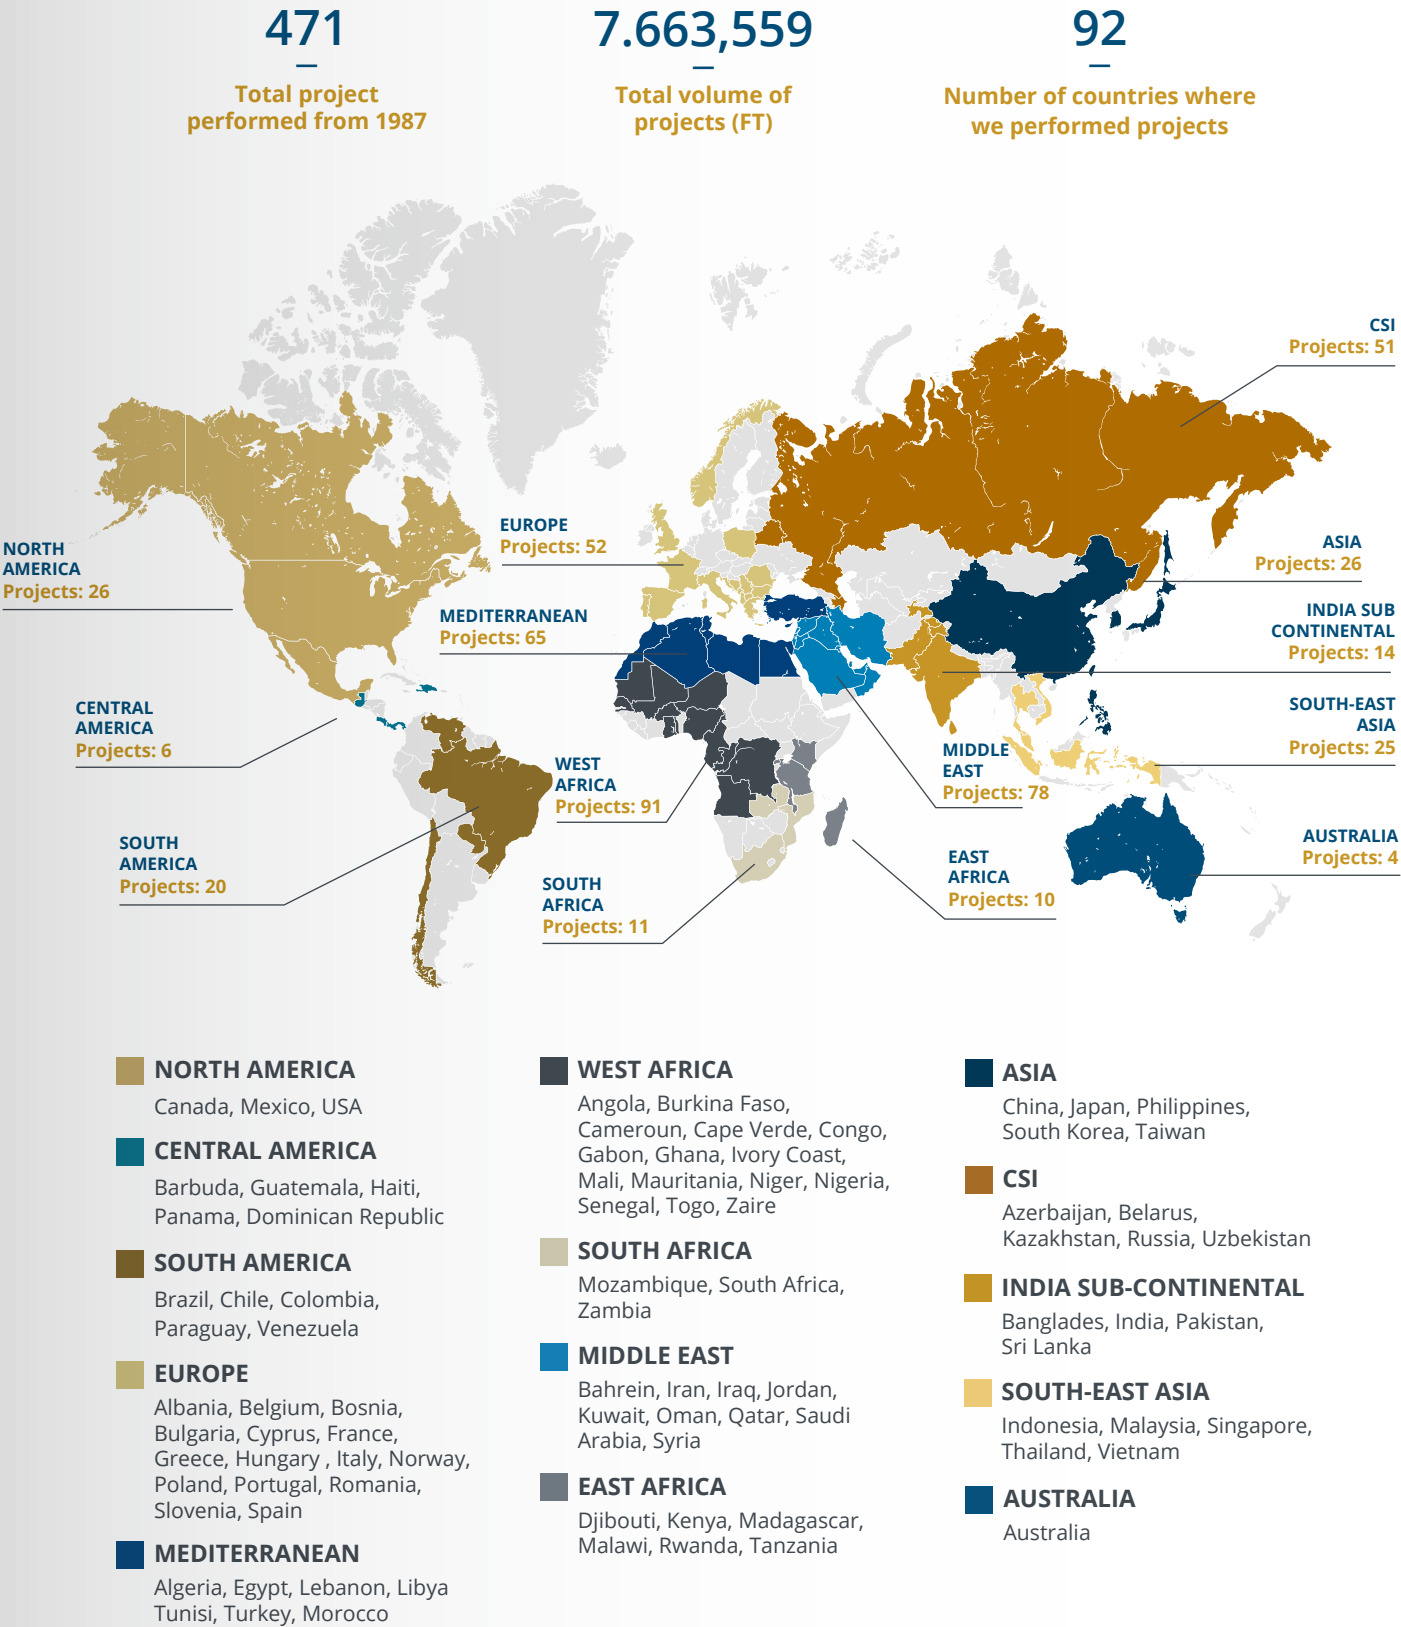 471
Total project
performed from 1987
7.663,559
Total volume of
projects (FT)
92
Number of countries where
we performed projects
CSI
Projects: 51
EUROPE
Projects: 52
NORTH
AMERICA
Projects: 26
ASIA
Projects: 26
MEDITERRANEAN
Projects: 65
INDIA SUB
CONTINENTAL
Projects: 14
CENTRAL
AMERICA
Projects: 6
SOUTH-EAST
ASIA
Projects: 25
MIDDLE
EAST
Projects: 78
WEST
AFRICA
Projects: 91
SOUTH
AMERICA
Projects: 20
AUSTRALIA
Projects: 4
EAST
AFRICA
Projects: 10
SOUTH
AFRICA
Projects: 11
NORTH AMERICA
Canada, Mexico, USA
CENTRAL AMERICA
Barbuda, Guatemala, Haiti,
Panama, Dominican Republic
SOUTH AMERICA
Brazil, Chile, Colombia,
Paraguay, Venezuela
EUROPE
Albania, Belgium, Bosnia,
Bulgaria, Cyprus, France,
Greece, Hungary , Italy, Norway,
Poland, Portugal, Romania,
Slovenia, Spain
MEDITERRANEAN
Algeria, Egypt, Lebanon, Libya
Tunisi, Turkey, Morocco
WEST AFRICA
Angola, Burkina Faso,
Cameroun, Cape Verde, Congo,
Gabon, Ghana, Ivory Coast,
Mali, Mauritania, Niger, Nigeria,
Senegal, Togo, Zaire
SOUTH AFRICA
Mozambique, South Africa,
Zambia
MIDDLE EAST
Bahrein, Iran, Iraq, Jordan,
Kuwait, Oman, Qatar, Saudi
Arabia, Syria
EAST AFRICA
Djibouti, Kenya, Madagascar,
Malawi, Rwanda, Tanzania
ASIA
China, Japan, Philippines,
South Korea, Taiwan
CSI
Azerbaijan, Belarus,
Kazakhstan, Russia, Uzbekistan
INDIA SUB-CONTINENTAL
Banglades, India, Pakistan,
Sri Lanka
SOUTH-EAST ASIA
Indonesia, Malaysia, Singapore,
Thailand, Vietnam
AUSTRALIA
Australia